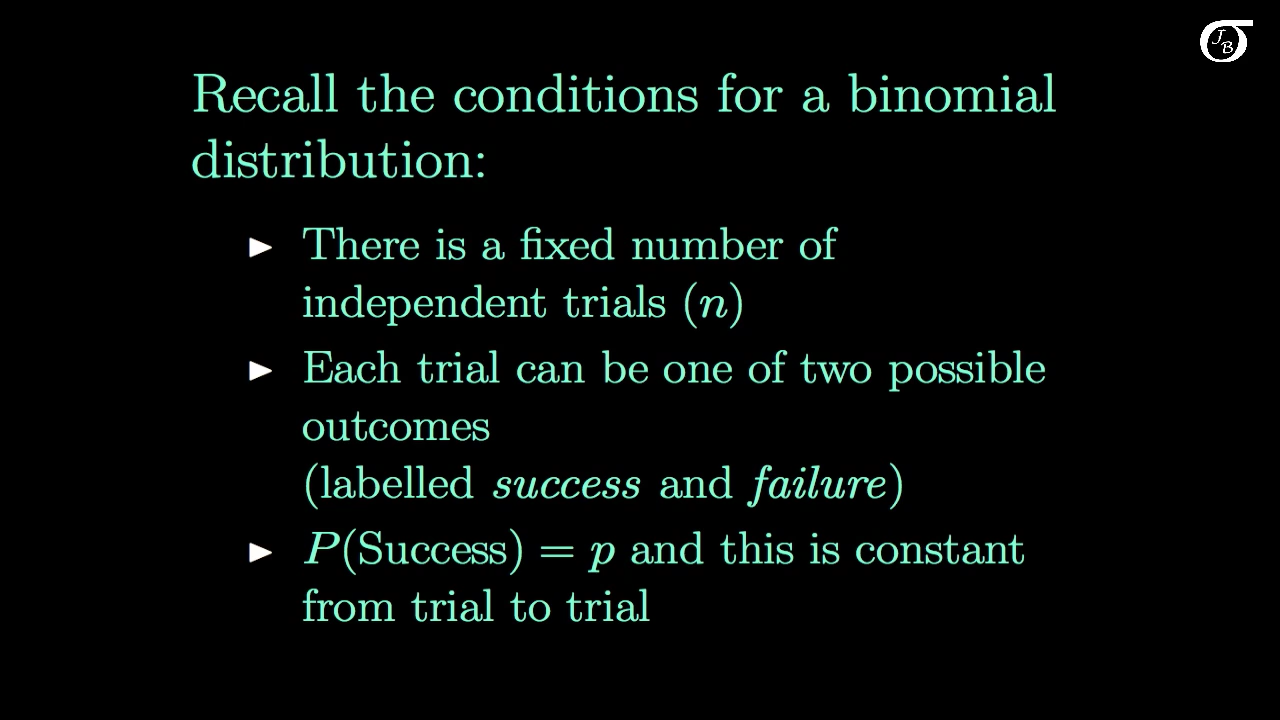 JB
Recall the conditions for a binomial
distribution:
► There is a fixed number of
independent trials (n)
► Each trial can be one of two possible
outcomes
(labelled success and failure)
► P(Success) = p and this is constant
from trial to trial